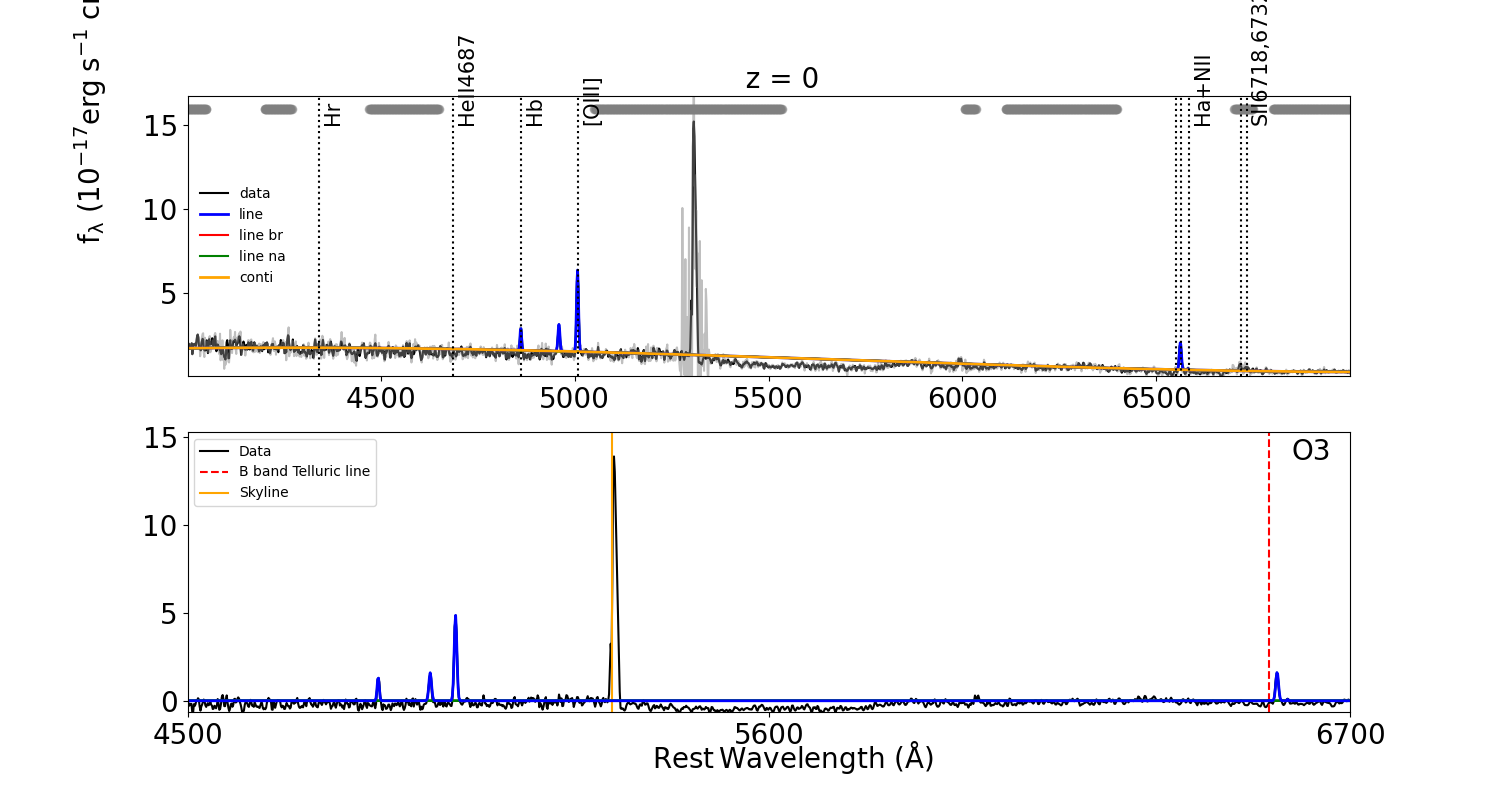 z = 0
f_λ (10^−17 erg s^−1
Hr
HeII4687
Hb
[OIII]
Ha+NII
SII6718,673
15
10
5
data
line
line br
line na
conti
4500
5000
5500
6000
6500
15
10
5
0
Data
B band Telluric line
Skyline
O3
4500
5600
6700
Rest Wavelength (Å)